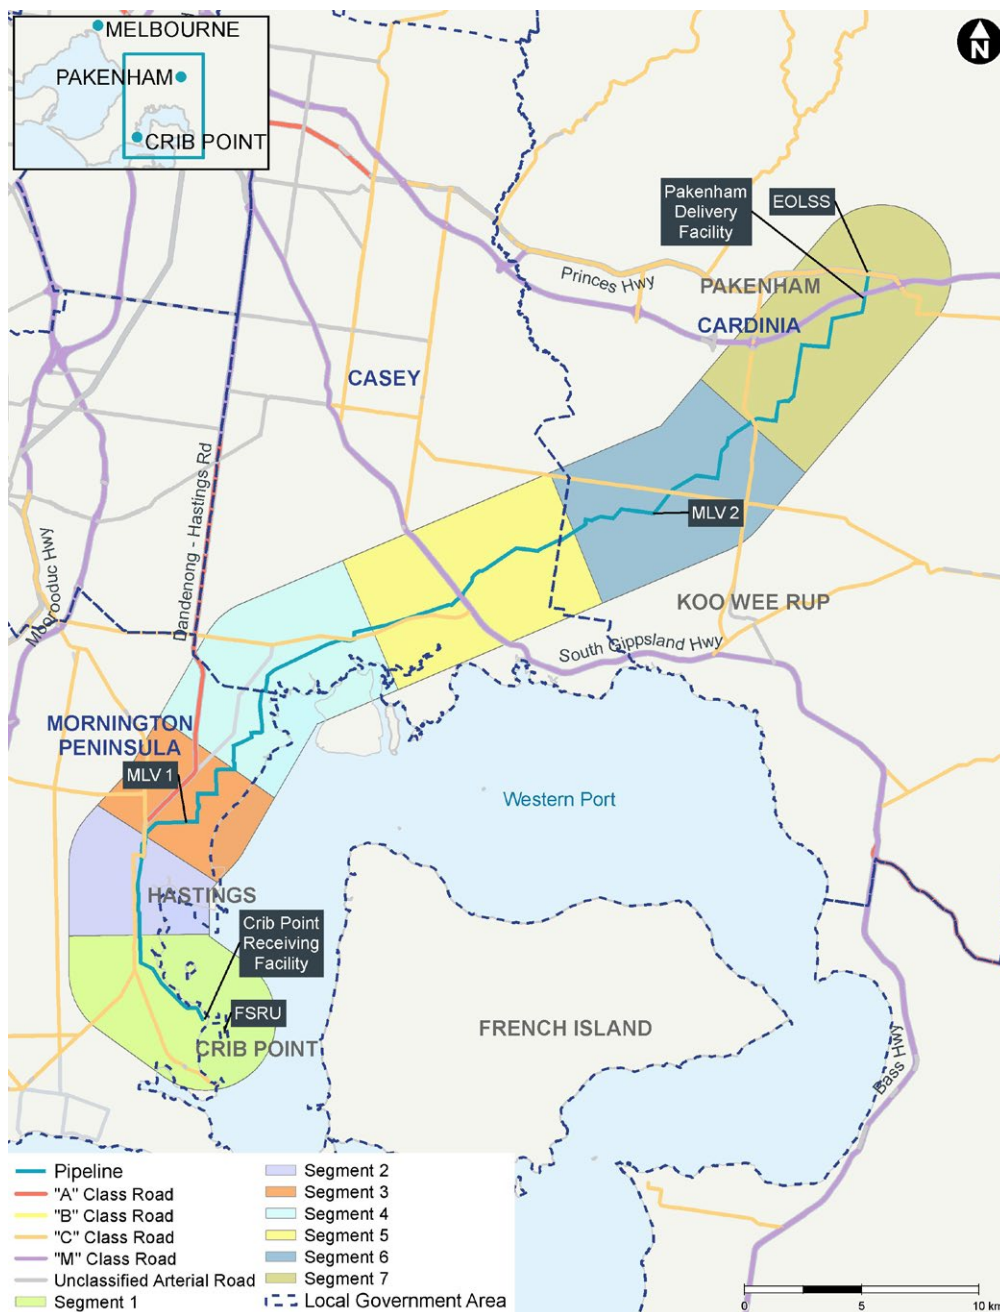 MELBOURNE
PAKENHAM
CRIB POINT
N
Pakenham
Delivery
Facility
EOLSS
Princes Hwy
PAKENHAM
CARDINIA
CASEY
Dandenong - Hastings Rd
Moorooduc Hwy
MLV 2
KOO WEE RUP
South Gippsland Hwy
MORNINGTON
PENINSULA
MLV 1
Western Port
HASTINGS
Crib Point
Receiving
Facility
FSRU
CRIB POINT
FRENCH ISLAND
Bass Hwy
Pipeline
"A" Class Road
"B" Class Road
"C" Class Road
"M" Class Road
Unclassified Arterial Road
Segment 1
Segment 2
Segment 3
Segment 4
Segment 5
Segment 6
Segment 7
Local Government Area
0 5 10 km